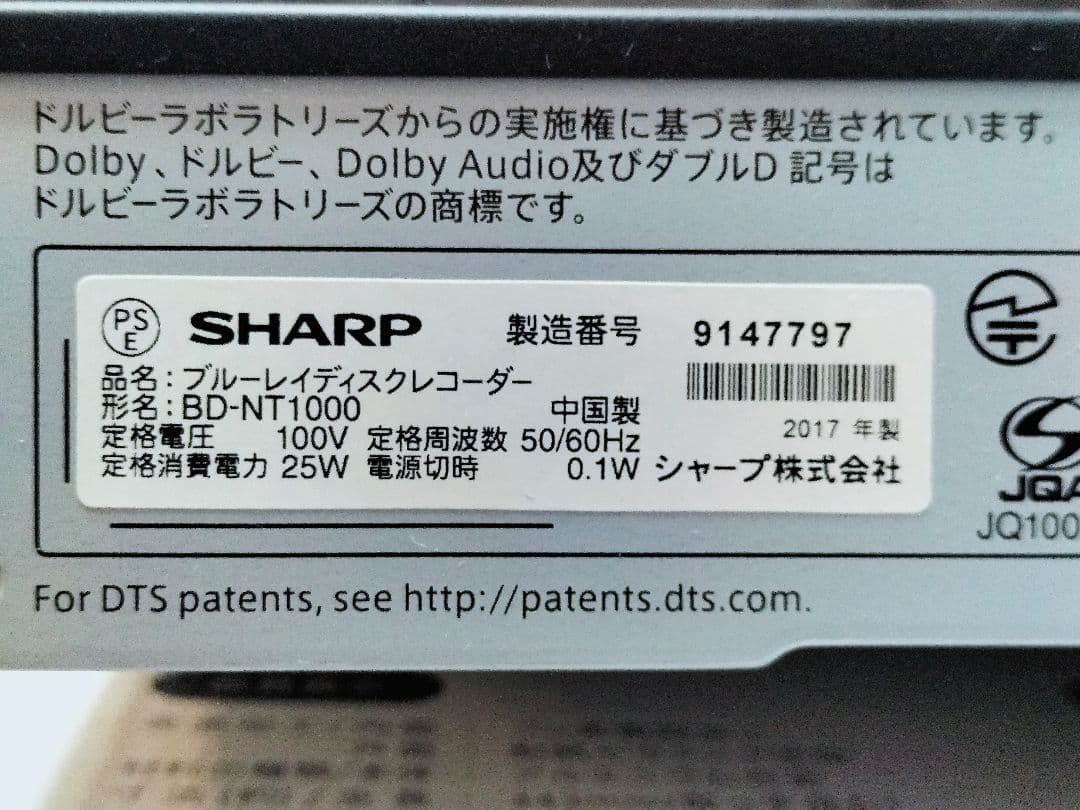 ドルビーラボラトリーズからの実施権に基づき製造されています。
Dolby、ドルビー、Dolby Audio及びダブルD 記号は
ドルビーラボラトリーズの商標です。
PS
E
SHARP 製造番号 9147797
品名：ブルーレイディスクレコーダー
形名：BD-NT1000 中国製
2017 年製
定格電圧 100V 定格周波数 50/60Hz
定格消費電力 25W 電源切時 0.1W シャープ株式会社
JQA
JQ100
For DTS patents, see http://patents.dts.com.